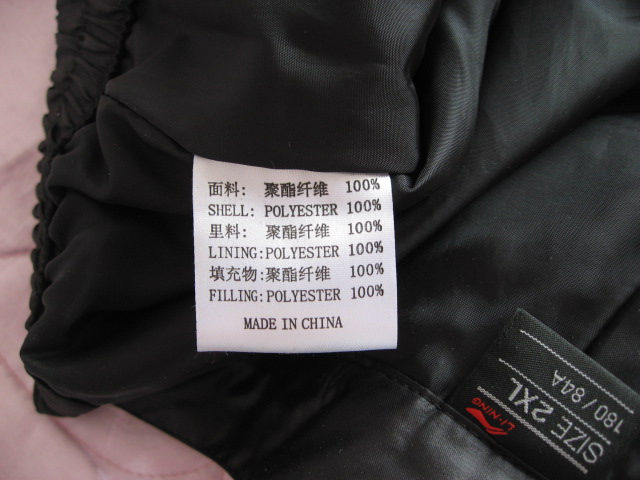 面料: 聚酯纤维 100%
SHELL: POLYESTER 100%
里料: 聚酯纤维 100%
LINING:POLYESTER 100%
填充物:聚酯纤维 100%
FILLING:POLYESTER 100%
MADE IN CHINA
LI-NING
SIZE 2XL
180/84A